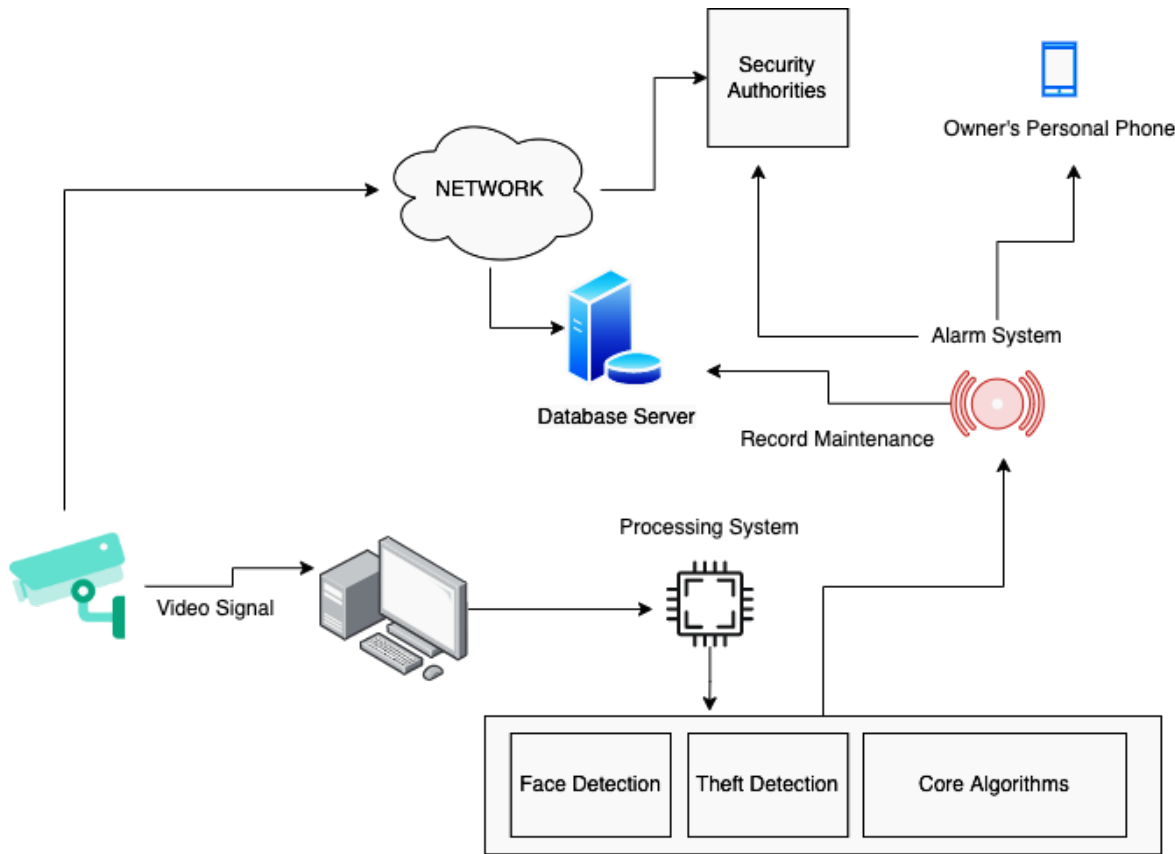 Security
Authorities
Owner's Personal Phone
NETWORK
Alarm System
Database Server
Record Maintenance
Processing System
Video Signal
Face Detection
Theft Detection
Core Algorithms